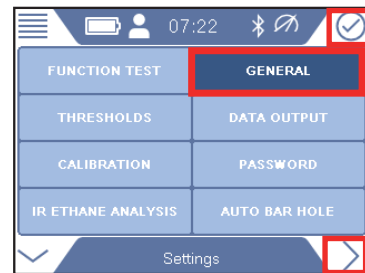 07:22
FUNCTION TEST GENERAL
THRESHOLDS DATA OUTPUT
CALIBRATION PASSWORD
IR ETHANE ANALYSIS AUTO BAR HOLE
Settings